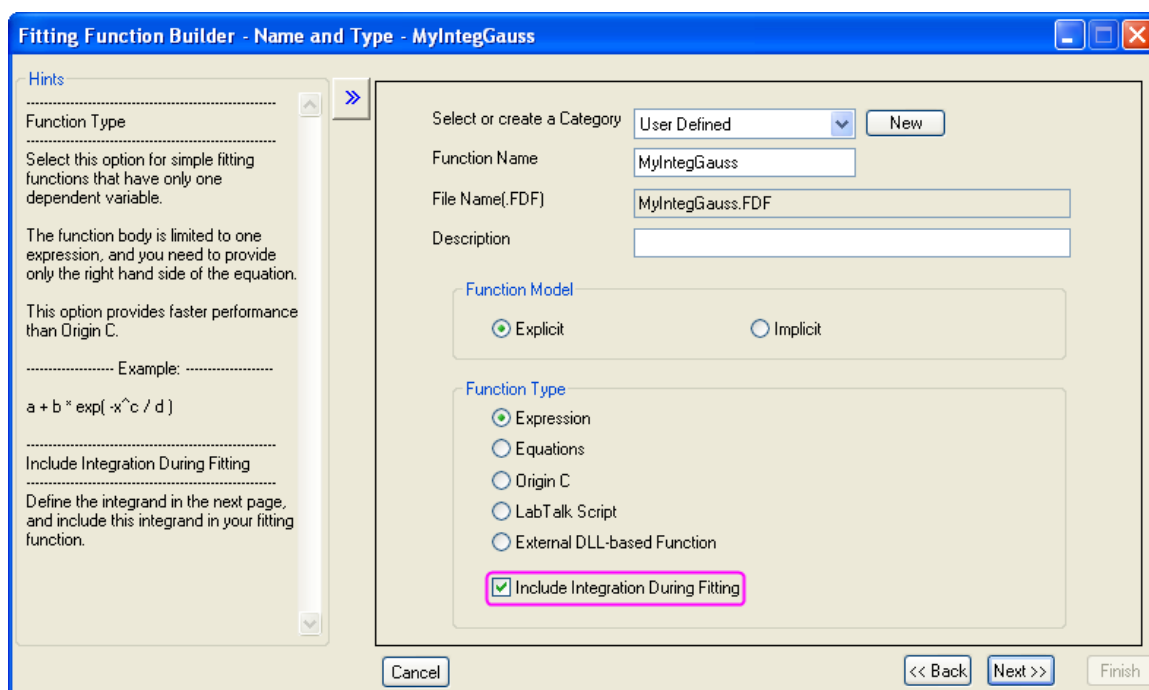 Fitting Function Builder - Name and Type - MyIntegGauss
Hints
----------------------------------------------------
Function Type
----------------------------------------------------
Select this option for simple fitting
functions that have only one
dependent variable.
The function body is limited to one
expression, and you need to provide
only the right hand side of the equation.
This option provides faster performance
than Origin C.
------------------- Example: -------------------
a + b * exp( -x^c / d )
----------------------------------------------------
Include Integration During Fitting
----------------------------------------------------
Define the integrand in the next page,
and include this integrand in your fitting
function.
Select or create a Category User Defined New
Function Name MyIntegGauss
File Name(.FDF) MyIntegGauss.FDF
Description
Function Model
Explicit Implicit
Function Type
Expression
Equations
Origin C
LabTalk Script
External DLL-based Function
Include Integration During Fitting
Cancel << Back Next >> Finish